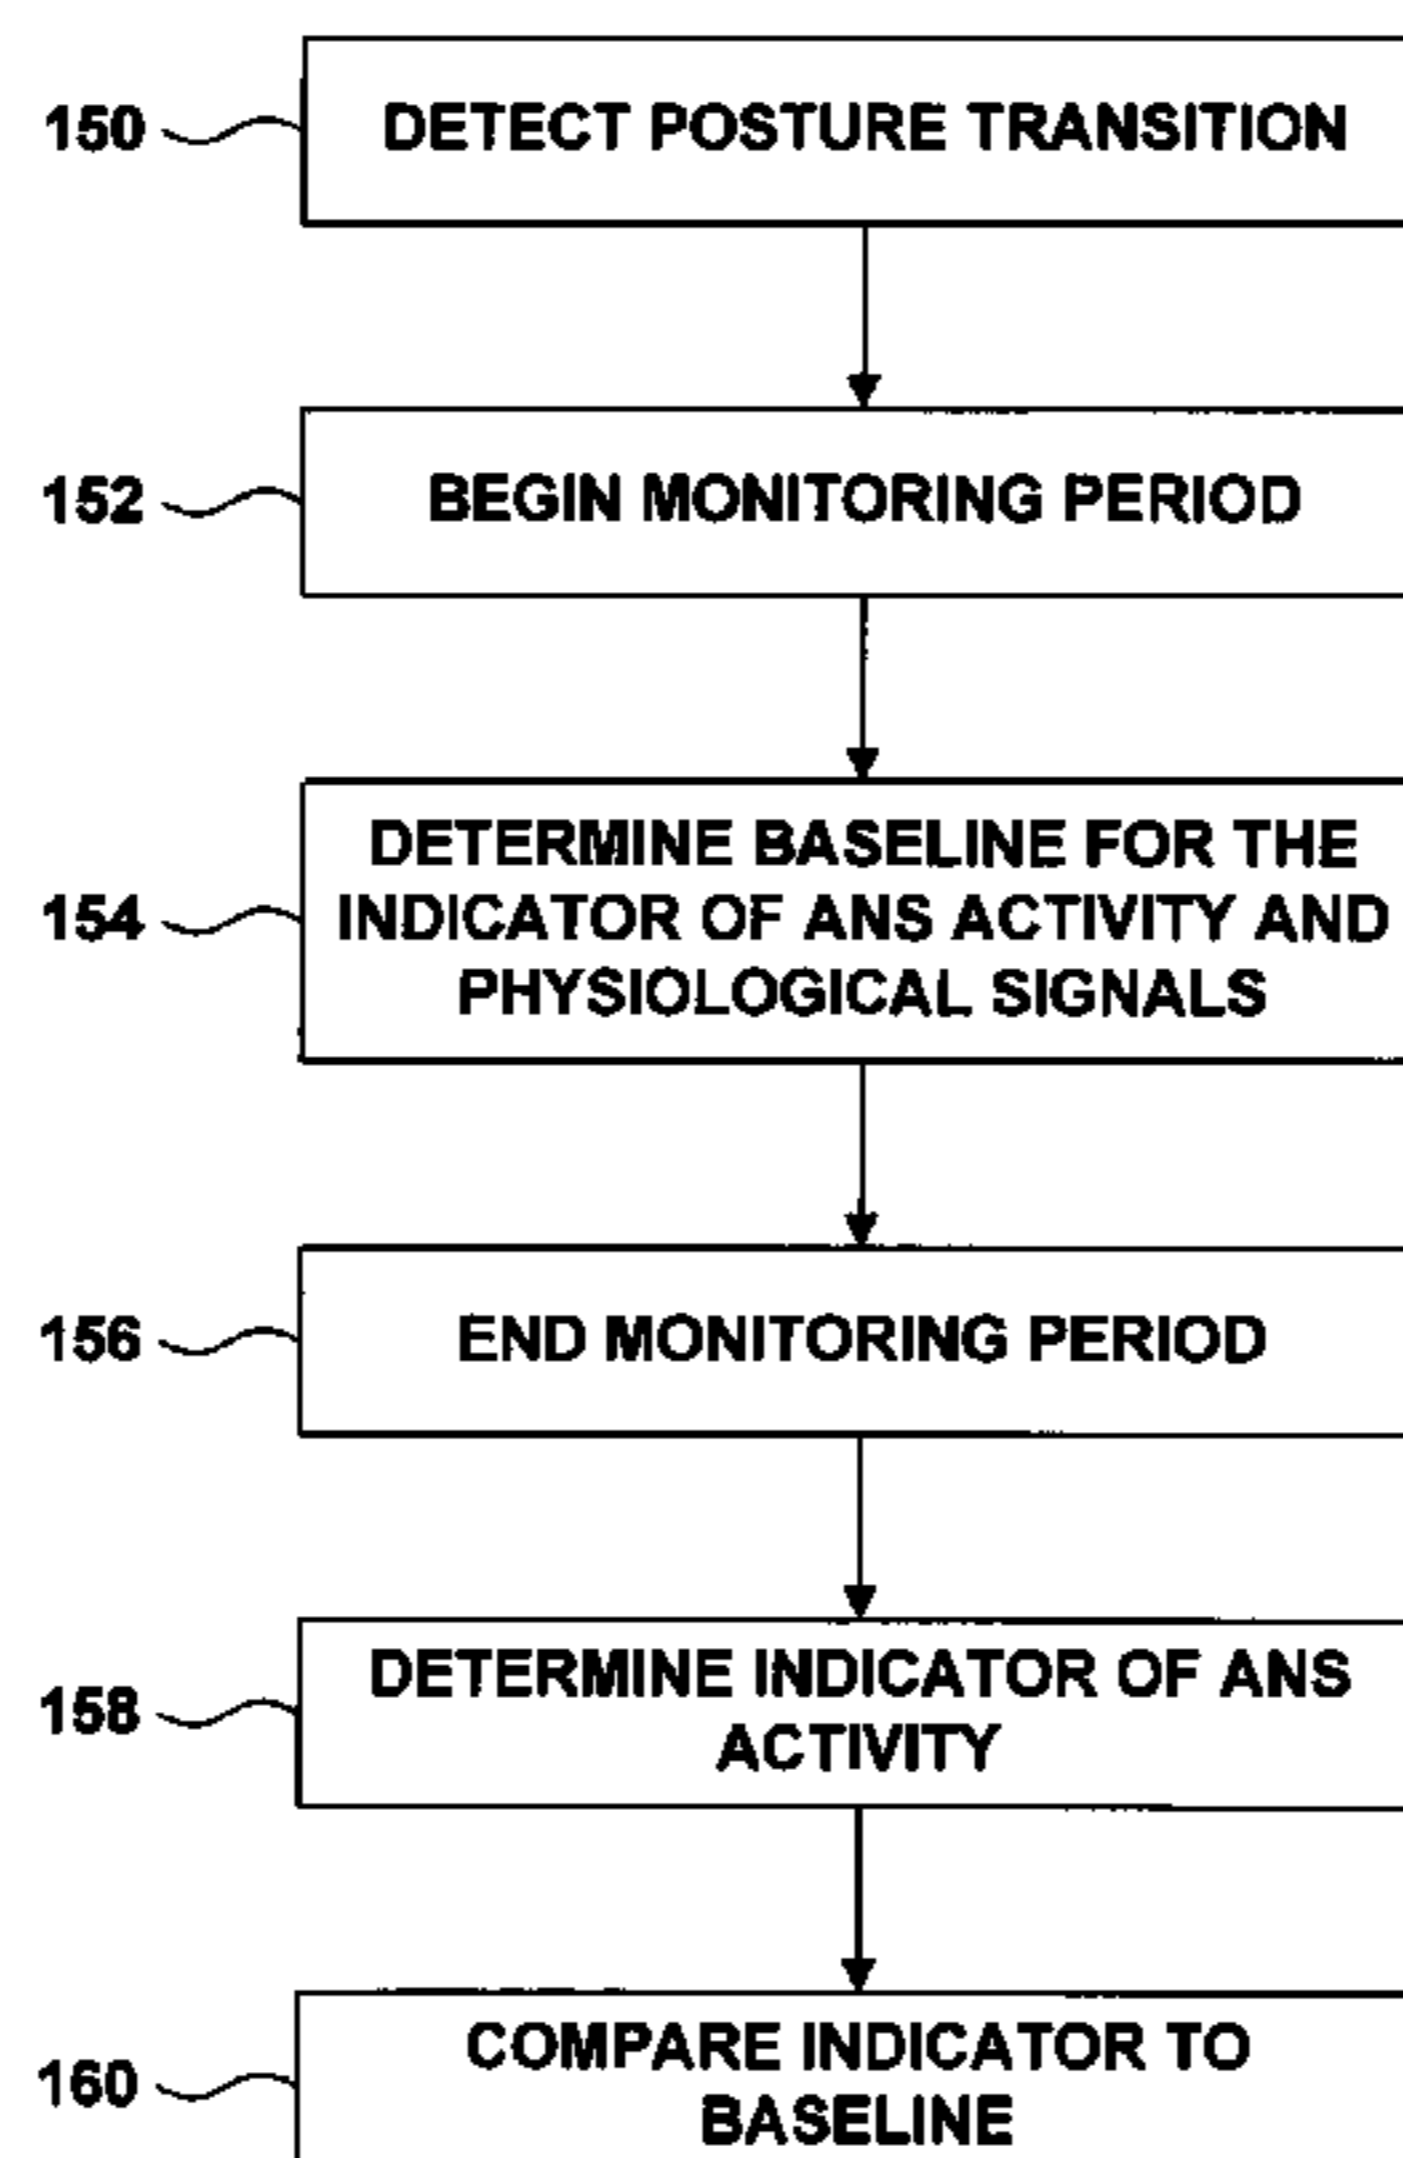 150 DETECT POSTURE TRANSITION
152 BEGIN MONITORING PERIOD
DETERMINE BASELINE FOR THE
154 INDICATOR OF ANS ACTIVITY AND
PHYSIOLOGICAL SIGNALS
156 END MONITORING PERIOD
158 DETERMINE INDICATOR OF ANS
ACTIVITY
160 COMPARE INDICATOR TO
BASELINE